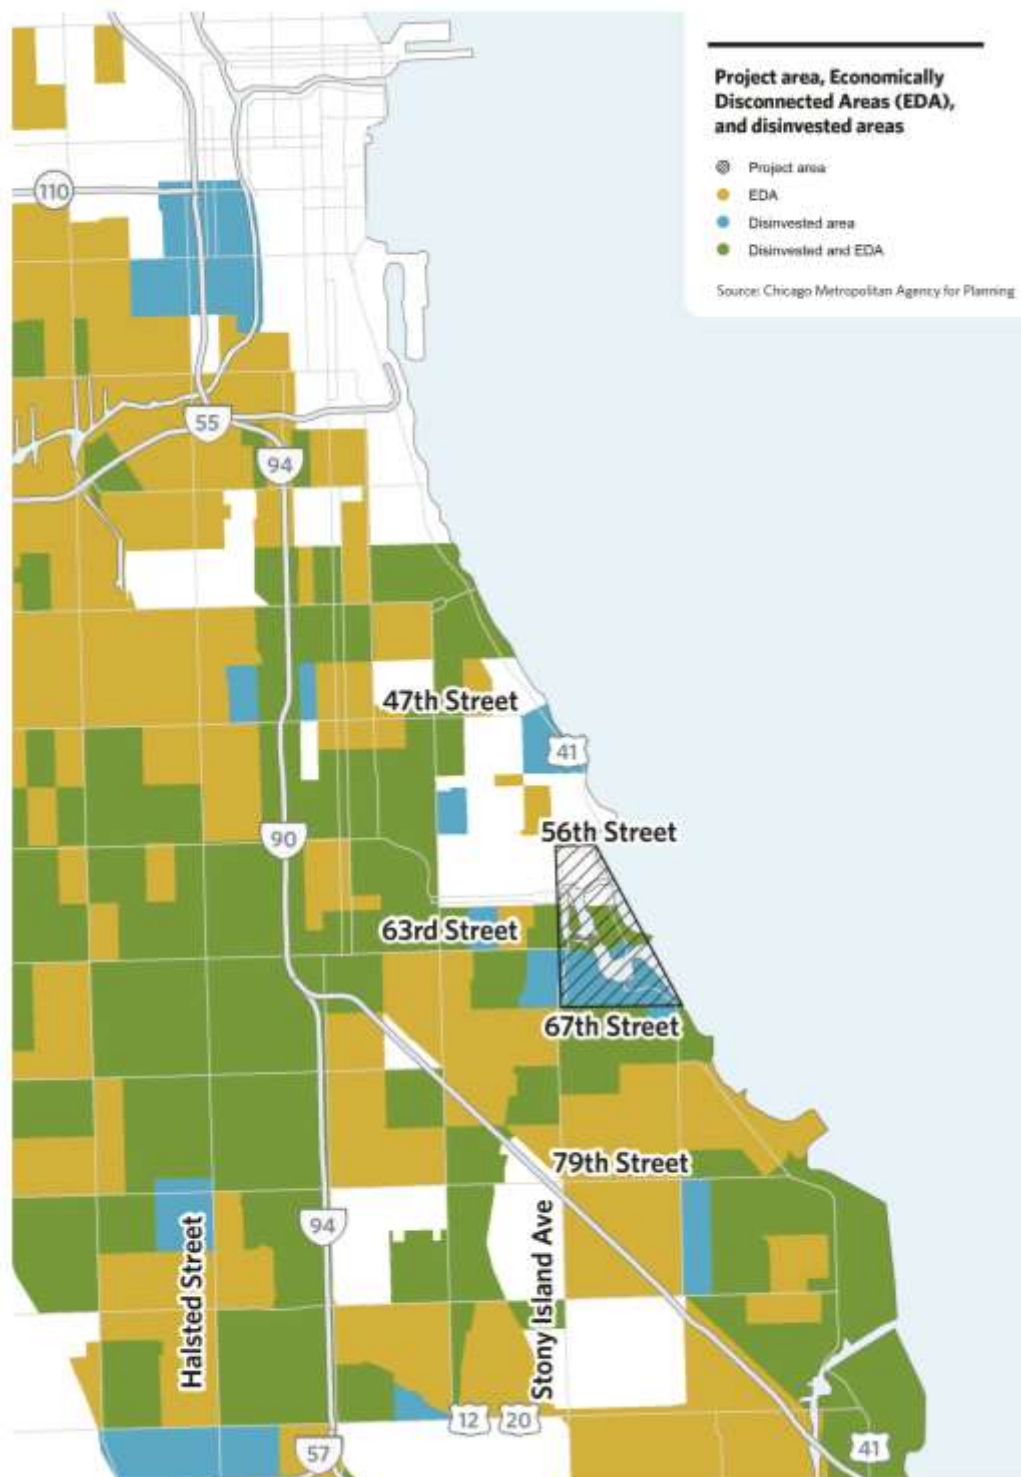 Project area, Economically
Disconnected Areas (EDA),
and disinvested areas
Project area
EDA
Disinvested area
Disinvested and EDA
Source: Chicago Metropolitan Agency for Planning
110
55
94
47th Street
41
56th Street
90
63rd Street
67th Street
79th Street
94
Halsted Street
Stony Island Ave
12
20
57
41